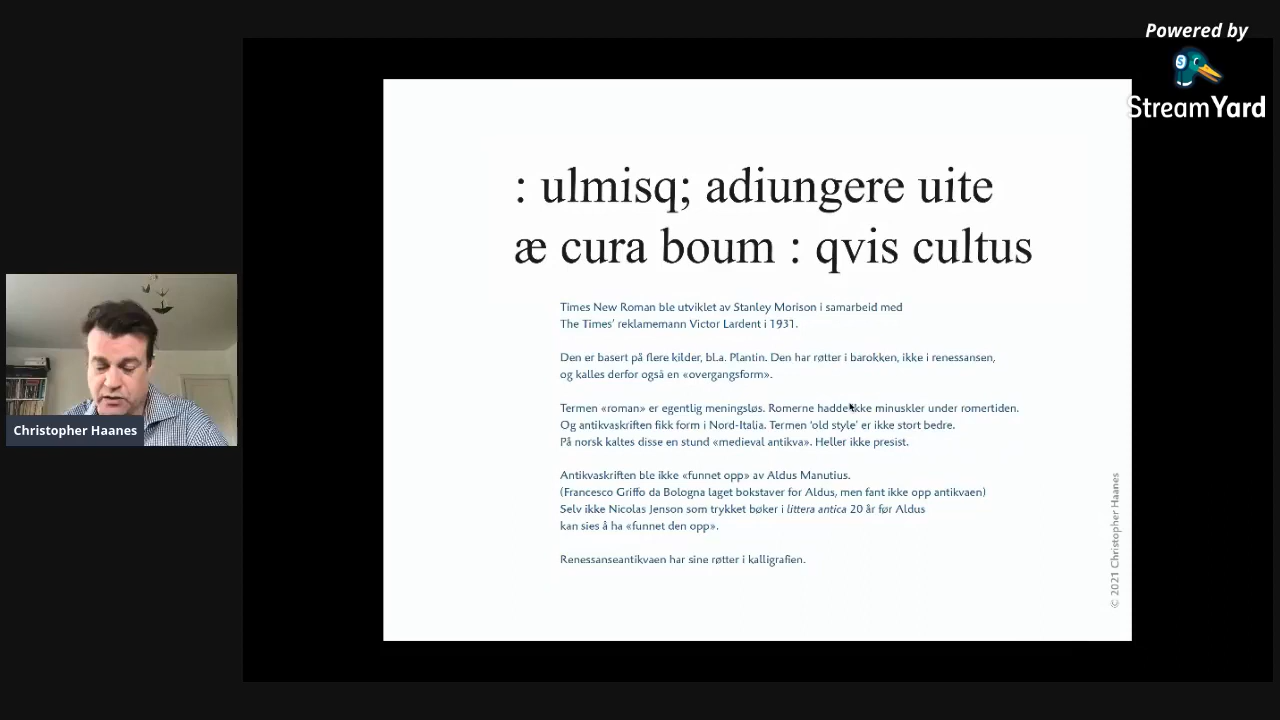 Powered by
StreamYard
: ulmisq; adiungere uite
æ cura boum : qvis cultus
Times New Roman ble utviklet av Stanley Morison i samarbeid med
The Times’ reklamemann Victor Lardent i 1931.
Den er basert på flere kilder, bl.a. Plantin. Den har røtter i barokken, ikke i renessansen,
og kalles derfor også en «overgangsform».
Termen «roman» er egentlig meningsløs. Romerne hadde ikke minuskler under romertiden.
Og antikvaskriften fikk form i Nord-Italia. Termen ‘old style’ er ikke stort bedre.
På norsk kaltes disse en stund «medieval antikva». Heller ikke presist.
Antikvaskriften ble ikke «funnet opp» av Aldus Manutius.
(Francesco Griffo da Bologna laget bokstaver for Aldus, men fant ikke opp antikvaen)
Selv ikke Nicolas Jenson som trykket bøker i littera antica 20 år før Aldus
kan sies å ha «funnet den opp».
Renessanseantikvaen har sine røtter i kalligrafien.
© 2021 Christopher Haanes
Christopher Haanes